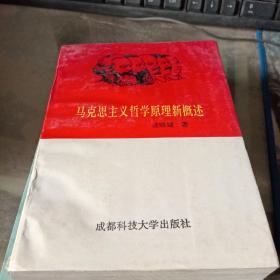 马克思主义哲学原理新概述
著
成都科技大学出版社